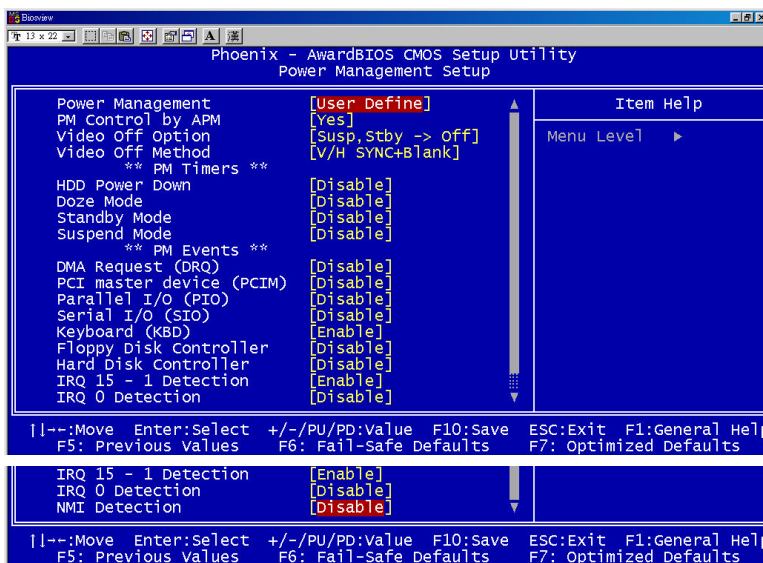 Biosview
13 x 22 A 漢
Phoenix - AwardBIOS CMOS Setup Utility
Power Management Setup
Power Management [User Define]
PM Control by APM [Yes]
Video Off Option [Susp,Stby -> Off]
Video Off Method [V/H SYNC+Blank]
** PM Timers **
HDD Power Down [Disable]
Doze Mode [Disable]
Standby Mode [Disable]
Suspend Mode [Disable]
** PM Events **
DMA Request (DRQ) [Disable]
PCI master device (PCIM) [Disable]
Parallel I/O (PIO) [Disable]
Serial I/O (SIO) [Disable]
Keyboard (KBD) [Enable]
Floppy Disk Controller [Disable]
Hard Disk Controller [Disable]
IRQ 15 - 1 Detection [Enable]
IRQ 0 Detection [Disable]
Item Help
Menu Level ▶
↑↓→←:Move Enter:Select +/-/PU/PD:Value F10:Save ESC:Exit F1:General Help
F5: Previous Values F6: Fail-Safe Defaults F7: Optimized Defaults
IRQ 15 - 1 Detection [Enable]
IRQ 0 Detection [Disable]
NMI Detection [Disable]
↑↓→←:Move Enter:Select +/-/PU/PD:Value F10:Save ESC:Exit F1:General Help
F5: Previous Values F6: Fail-Safe Defaults F7: Optimized Defaults